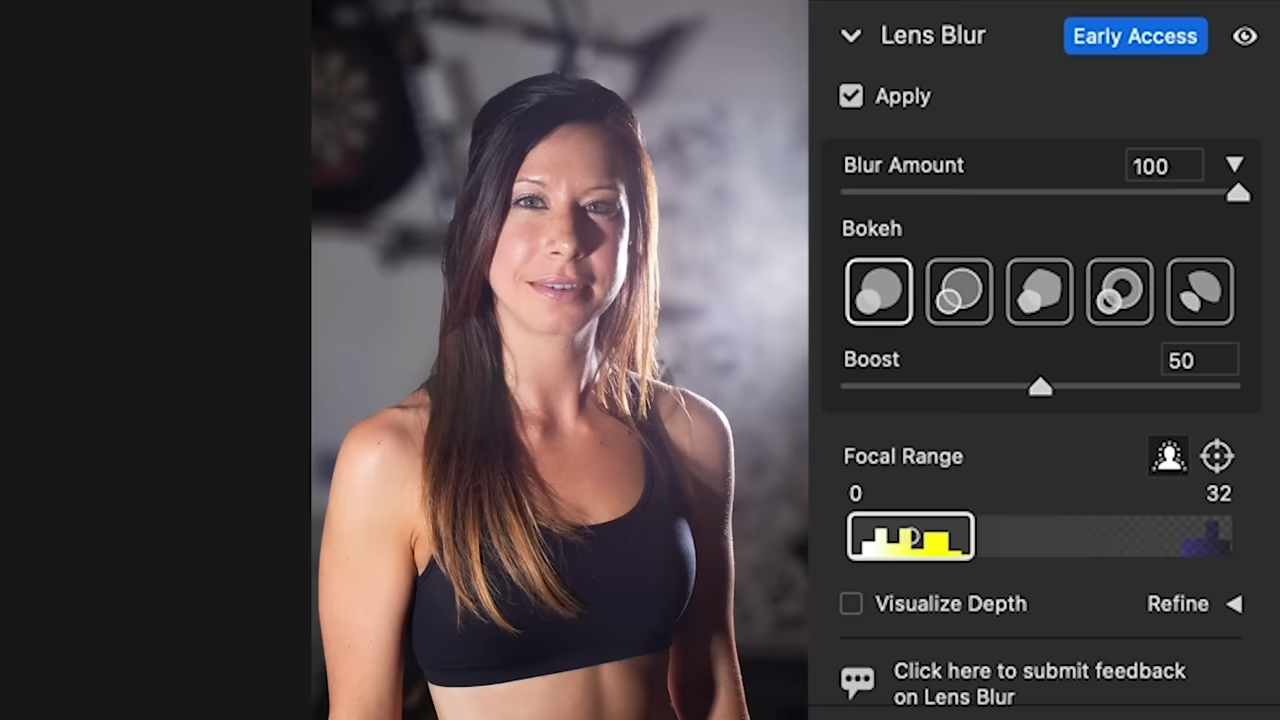 Lens Blur Early Access
Apply
Blur Amount 100
Bokeh
Boost 50
Focal Range
0 32
Visualize Depth Refine
Click here to submit feedback
on Lens Blur